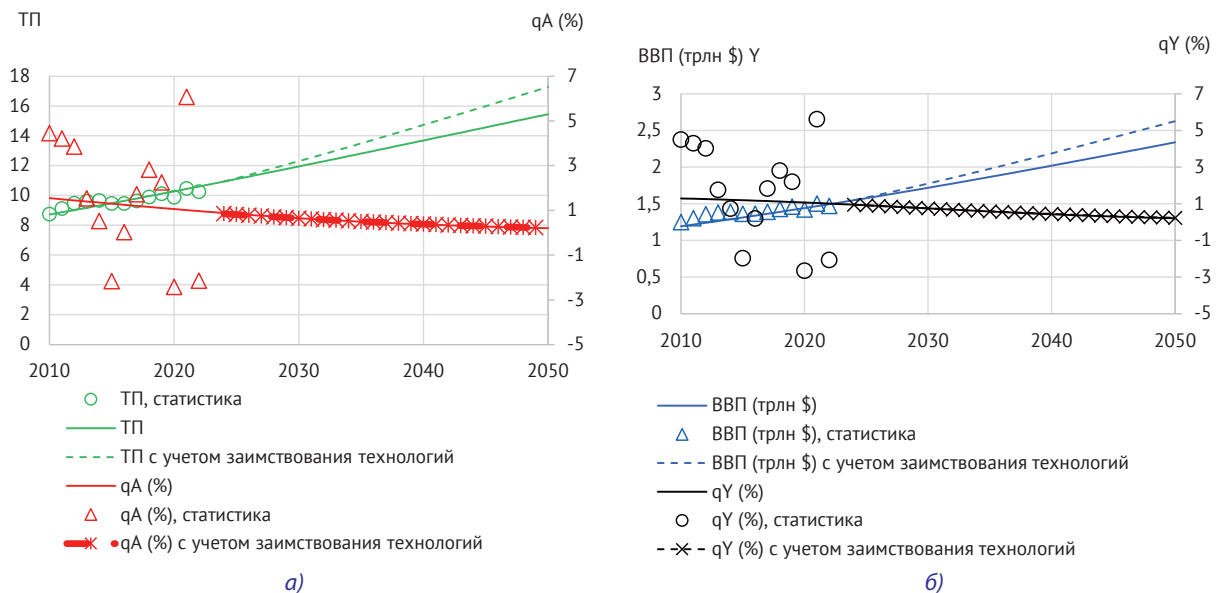 ТП
qA (%)
18
16
14
12
10
8
6
4
2
0
7
5
3
1
-1
-3
-5
2010
2020
2030
2040
2050
ТП, статистика
ТП
ТП с учетом заимствования технологий
qA (%)
qA (%), статистика
qA (%) с учетом заимствования технологий
а)
ВВП (трлн $) Y
qY (%)
3
2,5
2
1,5
1
0,5
0
7
5
3
1
-1
-3
-5
2010
2020
2030
2040
2050
ВВП (трлн $)
ВВП (трлн $), статистика
ВВП (трлн $) с учетом заимствования технологий
qY (%)
qY (%), статистика
qY (%) с учетом заимствования технологий
б)